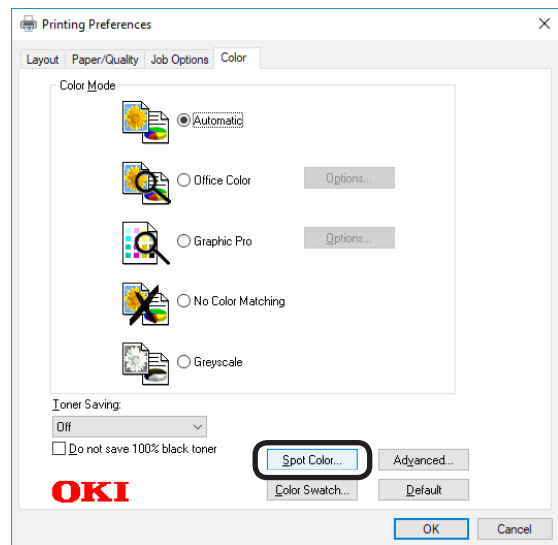 Printing Preferences
Layout Paper/Quality Job Options Color
Color Mode
Automatic
Office Color Options...
Graphic Pro Options...
No Color Matching
Greyscale
Toner Saving:
Off
Do not save 100% black toner
Spot Color... Advanced...
OKI Color Swatch... Default
OK Cancel